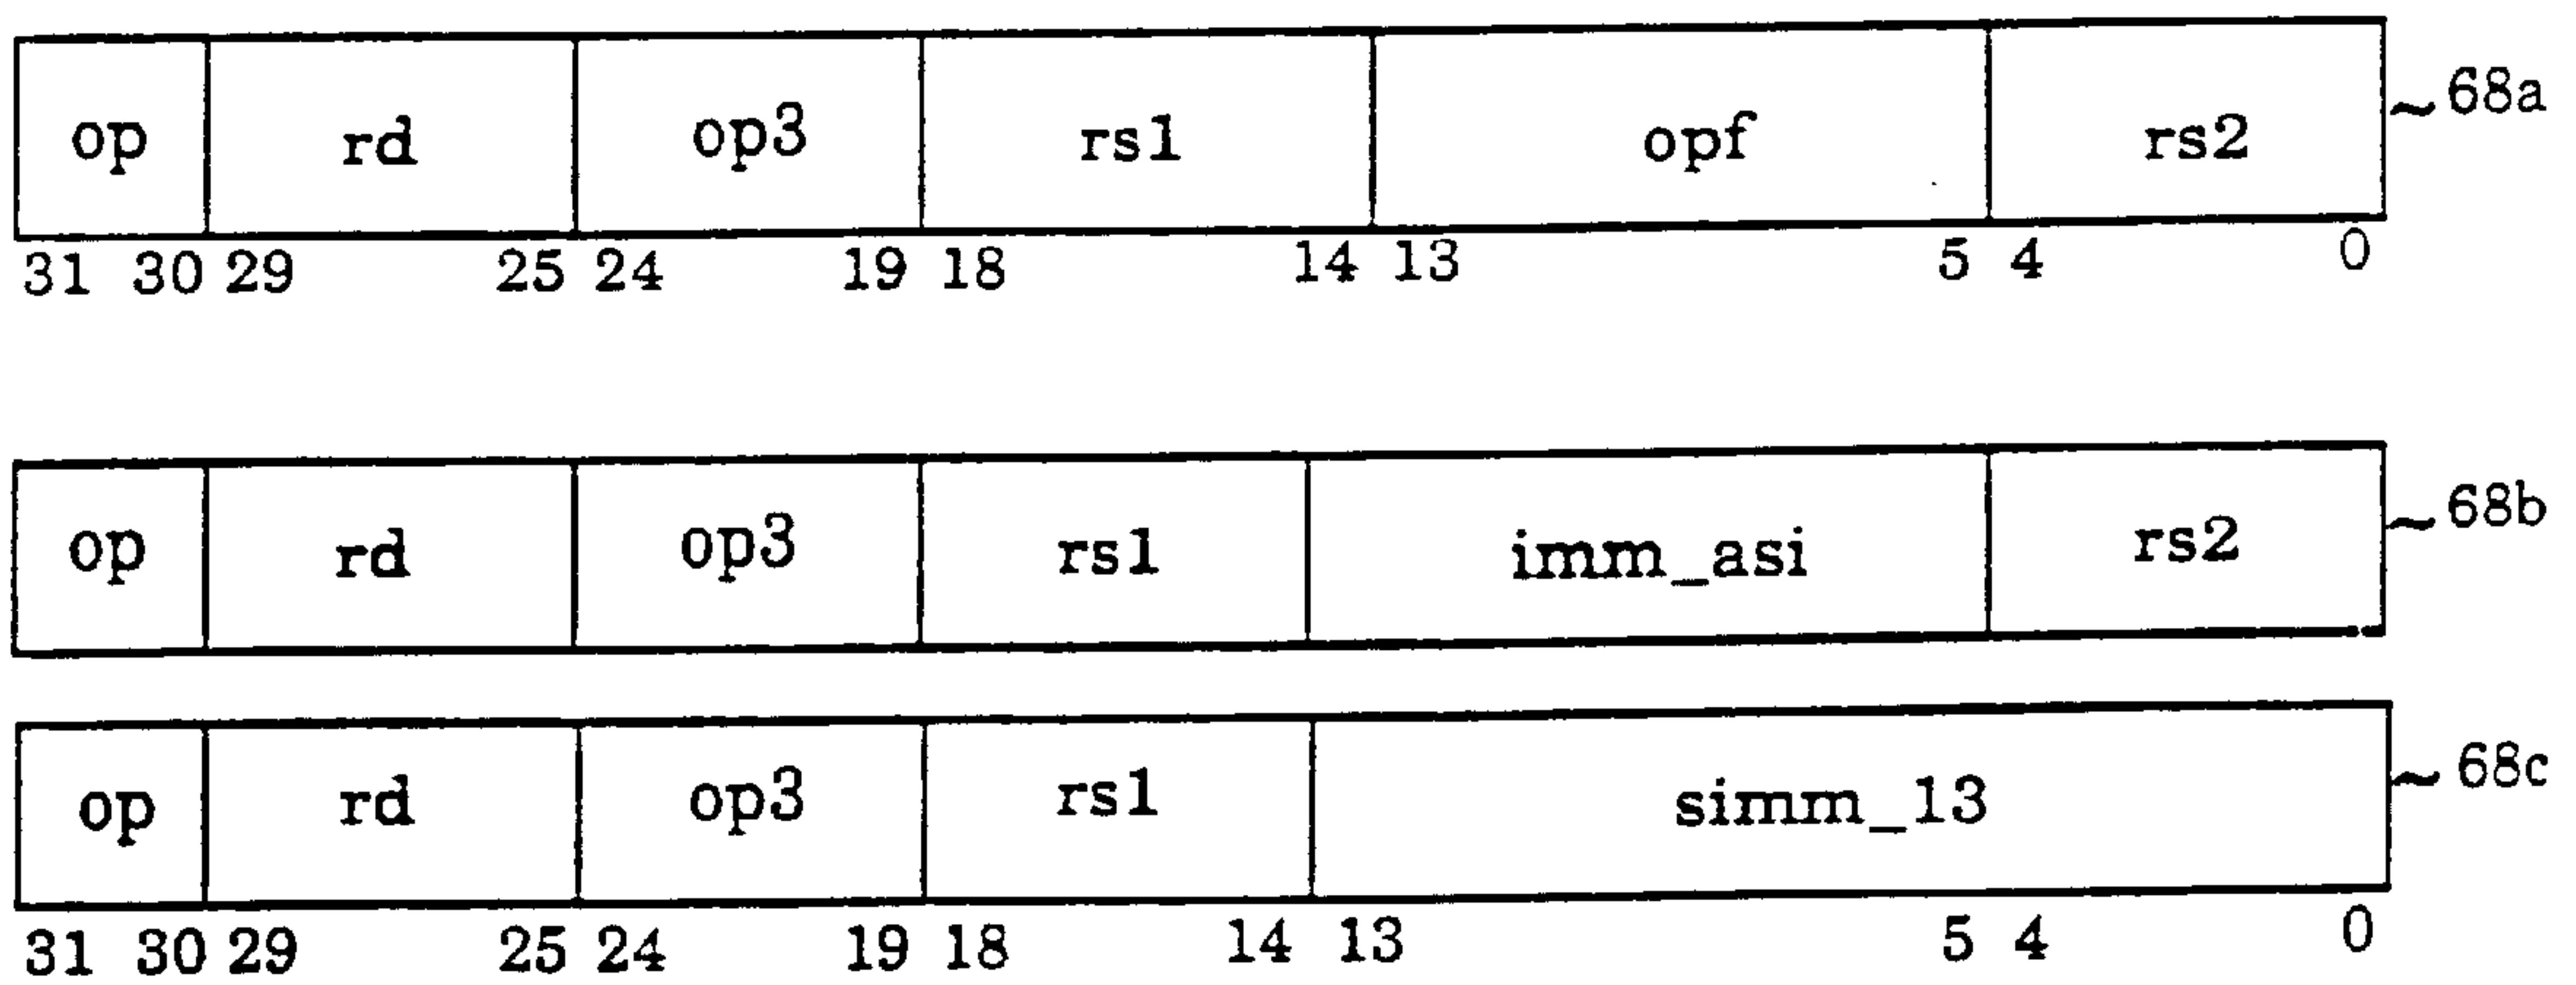 op rd op3 rs1 opf rs2 68a
31 30 29 25 24 19 18 14 13 5 4 0
op rd op3 rs1 imm_asi rs2 68b
op rd op3 rs1 simm_13 68c
31 30 29 25 24 19 18 14 13 5 4 0